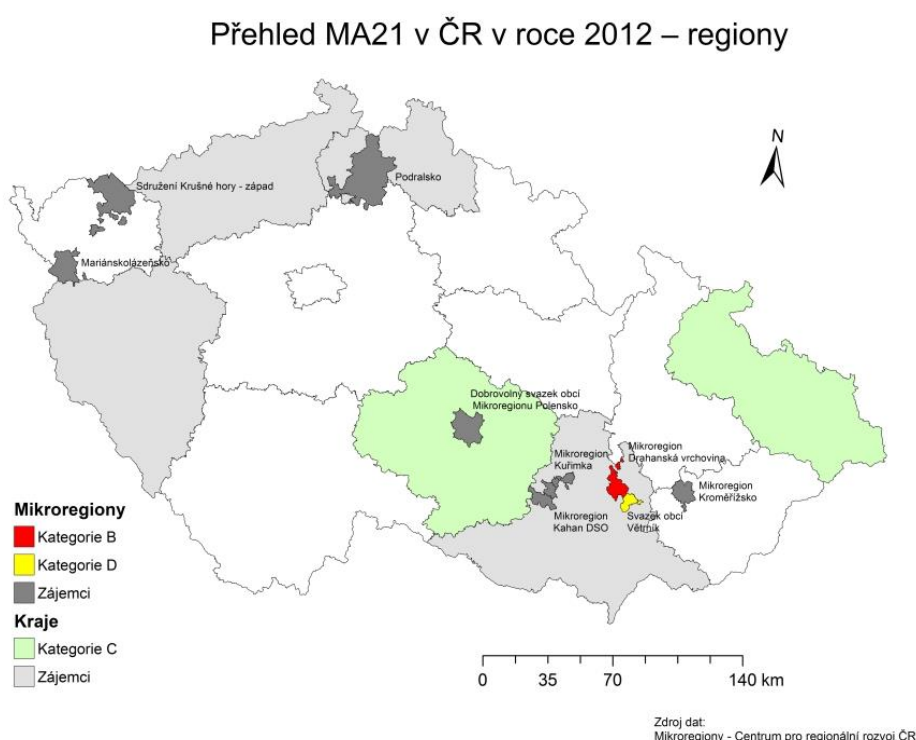 Přehled MA21 v ČR v roce 2012 – regiony
N
Sdružení Krušné hory - západ
Podralsko
Mariánskolázeňsko
Dobrovolný svazek obcí
Mikroregionu Polensko
Mikroregion
Kuřimka
Mikroregion
Drahanská vrchovina
Mikroregion
Kroměřížsko
Mikroregion
Kahan DSO
Svazek obcí
Větrník
Mikroregiony
Kategorie B
Kategorie D
Zájemci
Kraje
Kategorie C
Zájemci
0 35 70 140 km
Zdroj dat:
Mikroregiony - Centrum pro regionální rozvoj ČR